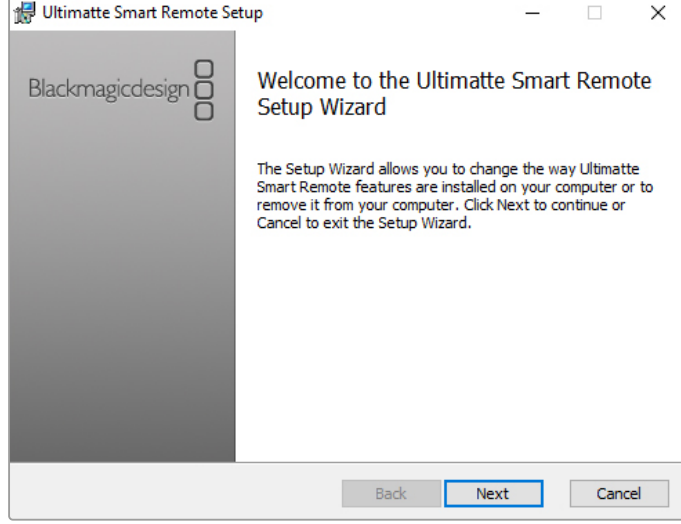 Ultimatte Smart Remote Setup
Blackmagicdesign
Welcome to the Ultimatte Smart Remote
Setup Wizard
The Setup Wizard allows you to change the way Ultimatte
Smart Remote features are installed on your computer or to
remove it from your computer. Click Next to continue or
Cancel to exit the Setup Wizard.
Back
Next
Cancel